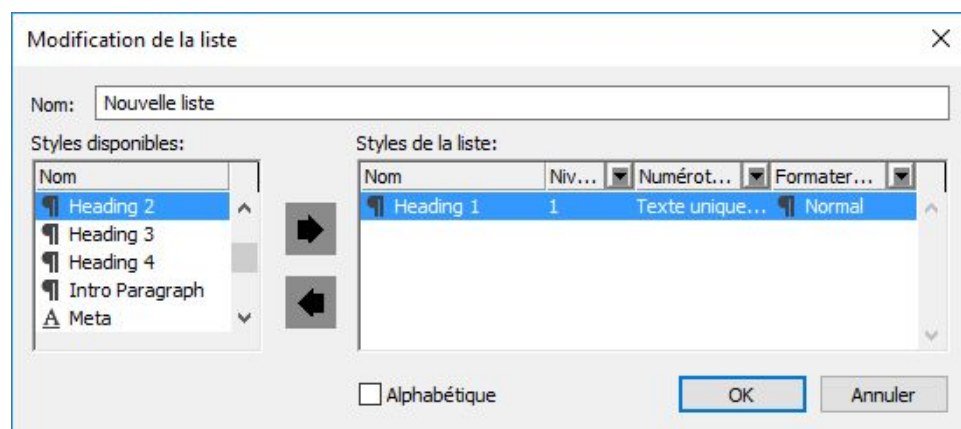 Modification de la liste
Nom: Nouvelle liste
Styles disponibles: Styles de la liste:
Nom Nom Niv... Numérot... Formater...
Heading 2 Heading 1 1 Texte unique... Normal
Heading 3
Heading 4
Intro Paragraph
A Meta
Alphabétique OK Annuler